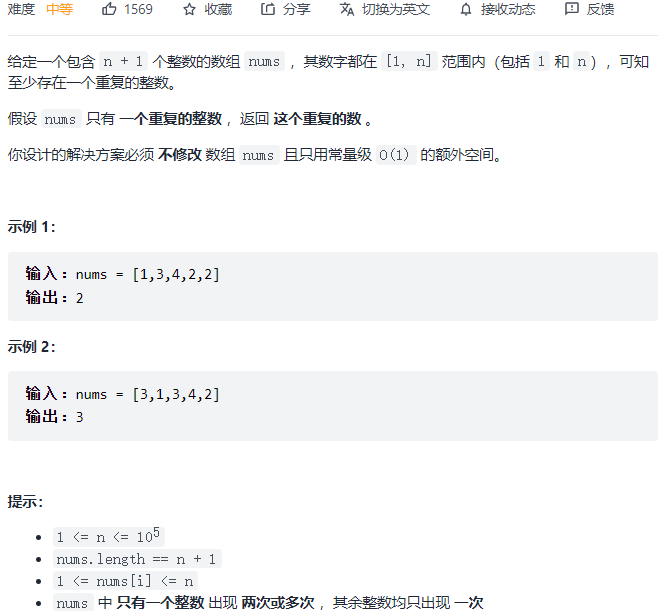 难度 中等 1569 收藏 分享 切换为英文 接收动态 反馈
给定一个包含 n + 1 个整数的数组 nums ，其数字都在 [1, n] 范围内（包括 1 和 n），可知
至少存在一个重复的整数。
假设 nums 只有 一个重复的整数 ，返回 这个重复的数 。
你设计的解决方案必须 不修改 数组 nums 且只用常量级 O(1) 的额外空间。
示例 1：
输入：nums = [1,3,4,2,2]
输出：2
示例 2：
输入：nums = [3,1,3,4,2]
输出：3
提示：
1 <= n <= 10⁵
nums.length == n + 1
1 <= nums[i] <= n
nums 中 只有一个整数 出现 两次或多次 ，其余整数均只出现 一次